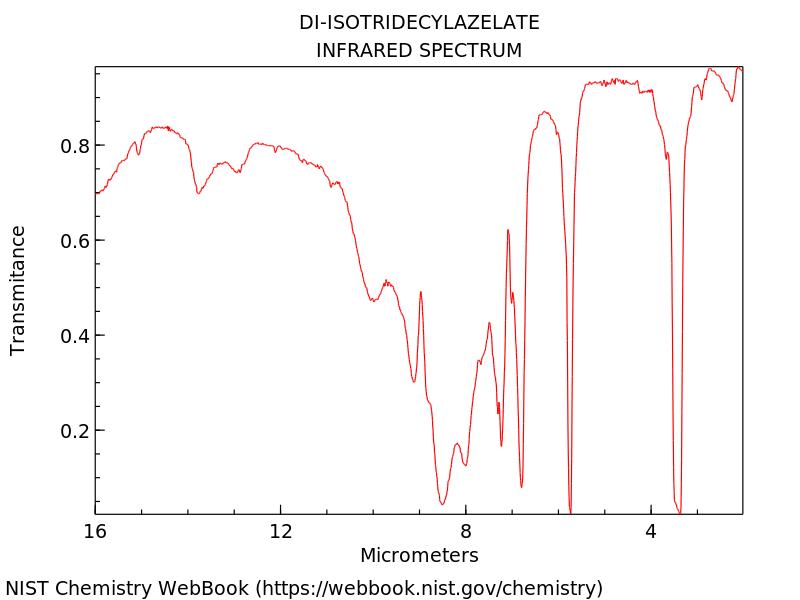 DI-ISOTRIDECYLAZELATE
INFRARED SPECTRUM
0.8
0.6
0.4
0.2
Transmitance
16 12 8 4
Micrometers
NIST Chemistry WebBook (https://webbook.nist.gov/chemistry)